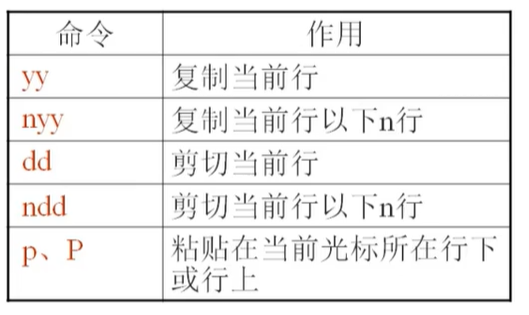 命令 作用
yy 复制当前行
nyy 复制当前行以下n行
dd 剪切当前行
ndd 剪切当前行以下n行
p、P 粘贴在当前光标所在行下
或行上